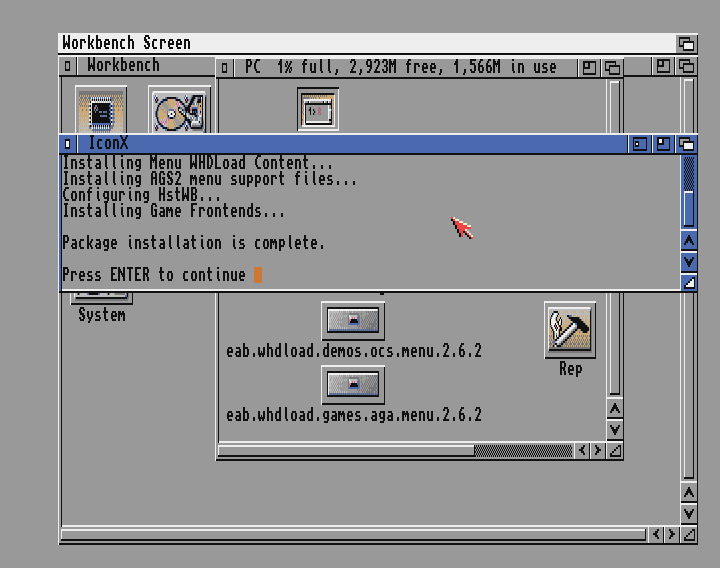 Workbench Screen
Workbench
PC 1% full, 2,923M free, 1,566M in use
IconX
Installing Menu WHDLoad Content...
Installing AGS2 menu support files...
Configuring HstWB...
Installing Game Frontends...
Package installation is complete.
Press ENTER to continue
System
eab.whdload.demos.ocs.menu.2.6.2
Rep
eab.whdload.games.aga.menu.2.6.2